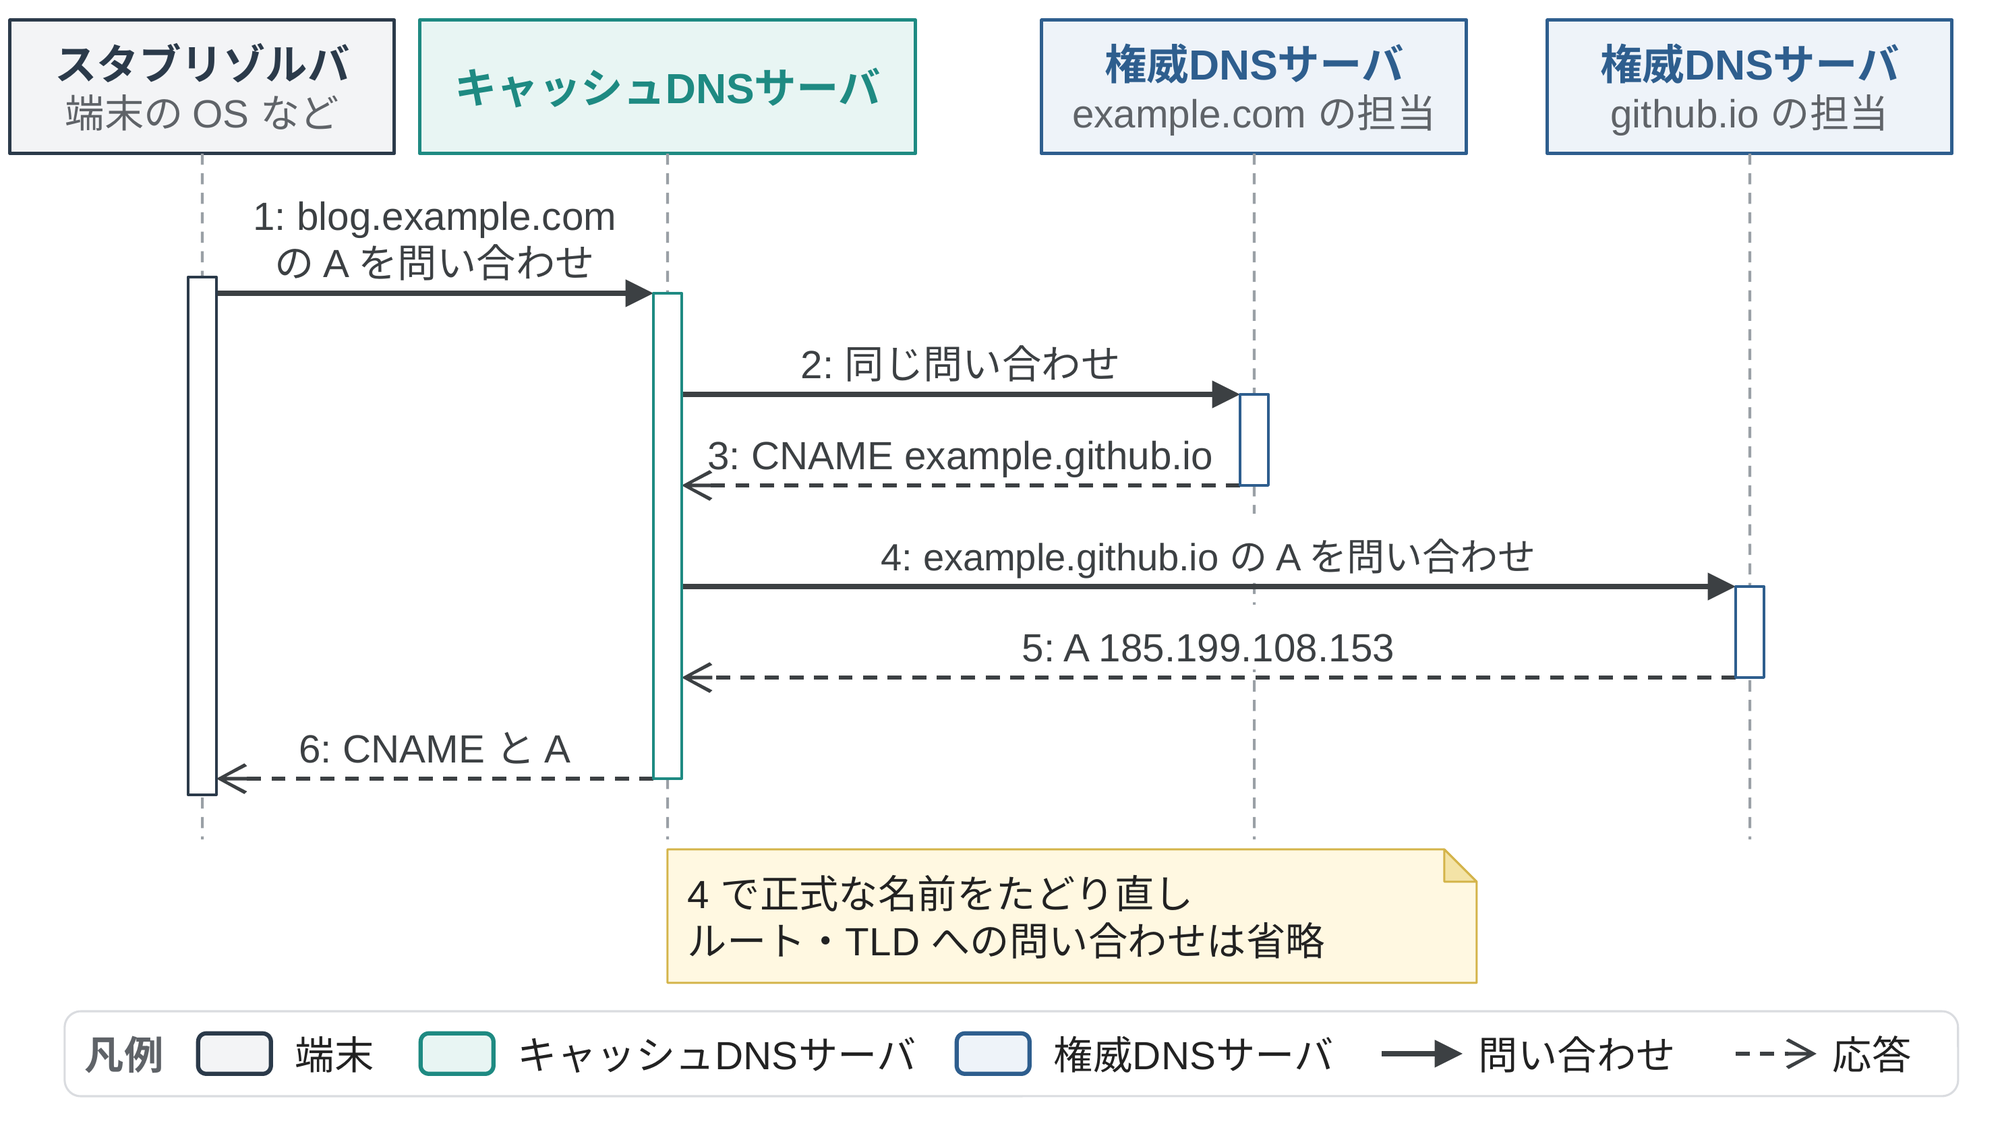 スタブリゾルバ
端末の OS など
キャッシュDNSサーバ
権威DNSサーバ
example.com の担当
権威DNSサーバ
github.io の担当
1: blog.example.com
の A を問い合わせ
2: 同じ問い合わせ
3: CNAME example.github.io
4: example.github.io の A を問い合わせ
5: A 185.199.108.153
6: CNAME と A
4 で正式な名前をたどり直し
ルート・TLD への問い合わせは省略
凡例
端末
キャッシュDNSサーバ
権威DNSサーバ
問い合わせ
応答